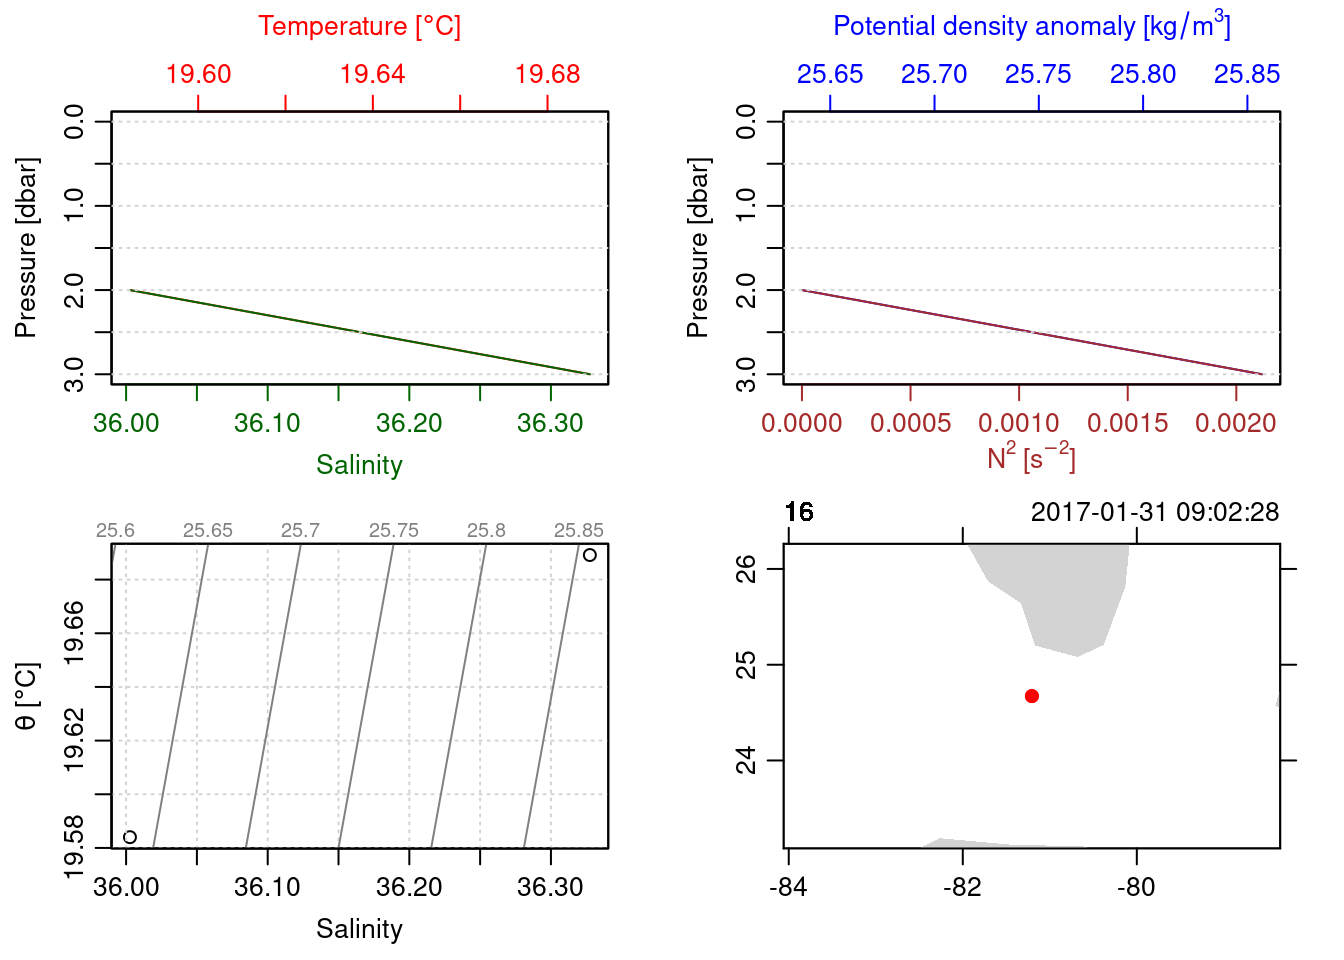 Temperature [°C]
19.60 19.64 19.68
Pressure [dbar]
0.0 1.0 2.0 3.0
36.00 36.10 36.20 36.30
Salinity
Potential density anomaly [kg/m³]
25.65 25.70 25.75 25.80 25.85
Pressure [dbar]
0.0 1.0 2.0 3.0
0.0000 0.0005 0.0010 0.0015 0.0020
N² [s⁻²]
25.6 25.65 25.7 25.75 25.8 25.85
θ [°C]
19.58 19.62 19.66
36.00 36.10 36.20 36.30
Salinity
16 2017-01-31 09:02:28
26
25
24
-84 -82 -80